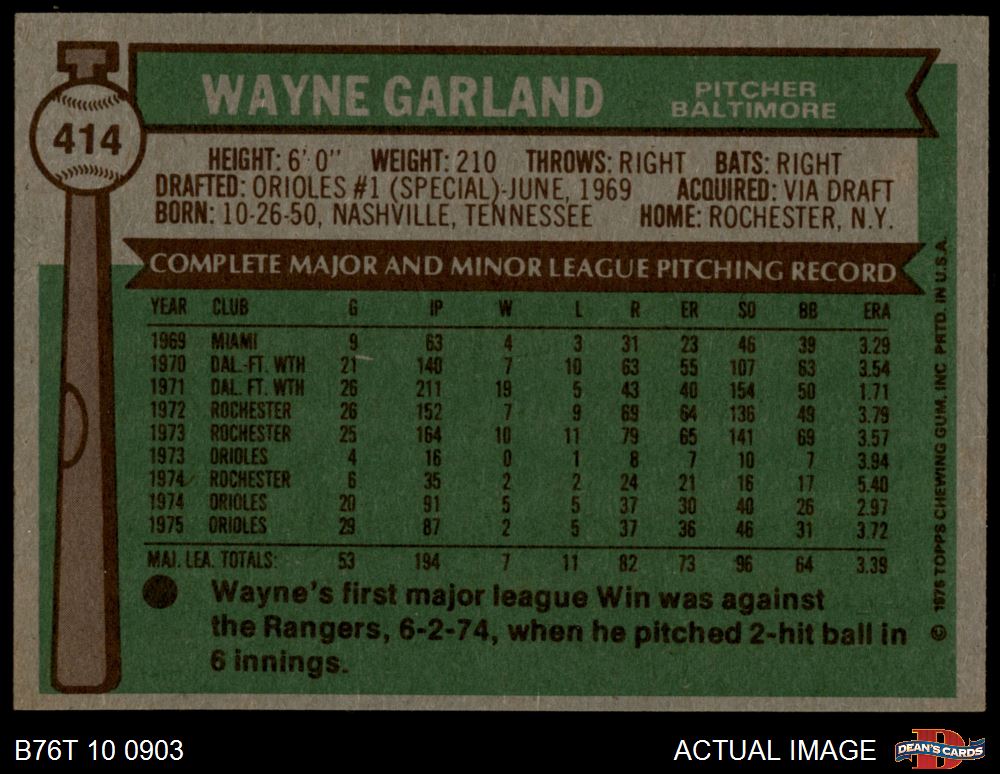 WAYNE GARLAND PITCHER BALTIMORE
414
HEIGHT: 6' 0" WEIGHT: 210 THROWS: RIGHT BATS: RIGHT
DRAFTED: ORIOLES #1 (SPECIAL)-JUNE, 1969 ACQUIRED: VIA DRAFT
BORN: 10-26-50, NASHVILLE, TENNESSEE HOME: ROCHESTER, N.Y.
COMPLETE MAJOR AND MINOR LEAGUE PITCHING RECORD
YEAR CLUB G IP W L R ER SO BB ERA
1969 MIAMI 9 63 4 3 31 23 46 39 3.29
1970 DAL.-FT. WTH 21 140 7 10 63 55 107 63 3.54
1971 DAL. FT. WTH 26 211 19 5 43 40 154 50 1.71
1972 ROCHESTER 26 152 7 9 69 64 136 49 3.79
1973 ROCHESTER 25 164 10 11 79 65 141 69 3.57
1973 ORIOLES 4 16 0 1 8 7 10 7 3.94
1974 ROCHESTER 6 35 2 2 24 21 16 17 5.40
1974 ORIOLES 20 91 5 5 37 30 40 26 2.97
1975 ORIOLES 29 87 2 5 37 36 46 31 3.72
MAJ. LEA. TOTALS: 53 194 7 11 82 73 96 64 3.39
Wayne's first major league Win was against
the Rangers, 6-2-74, when he pitched 2-hit ball in
6 innings.
© 1976 TOPPS CHEWING GUM, INC PRTD. IN U.S.A.
B76T 10 0903
ACTUAL IMAGE
DEAN'S CARDS